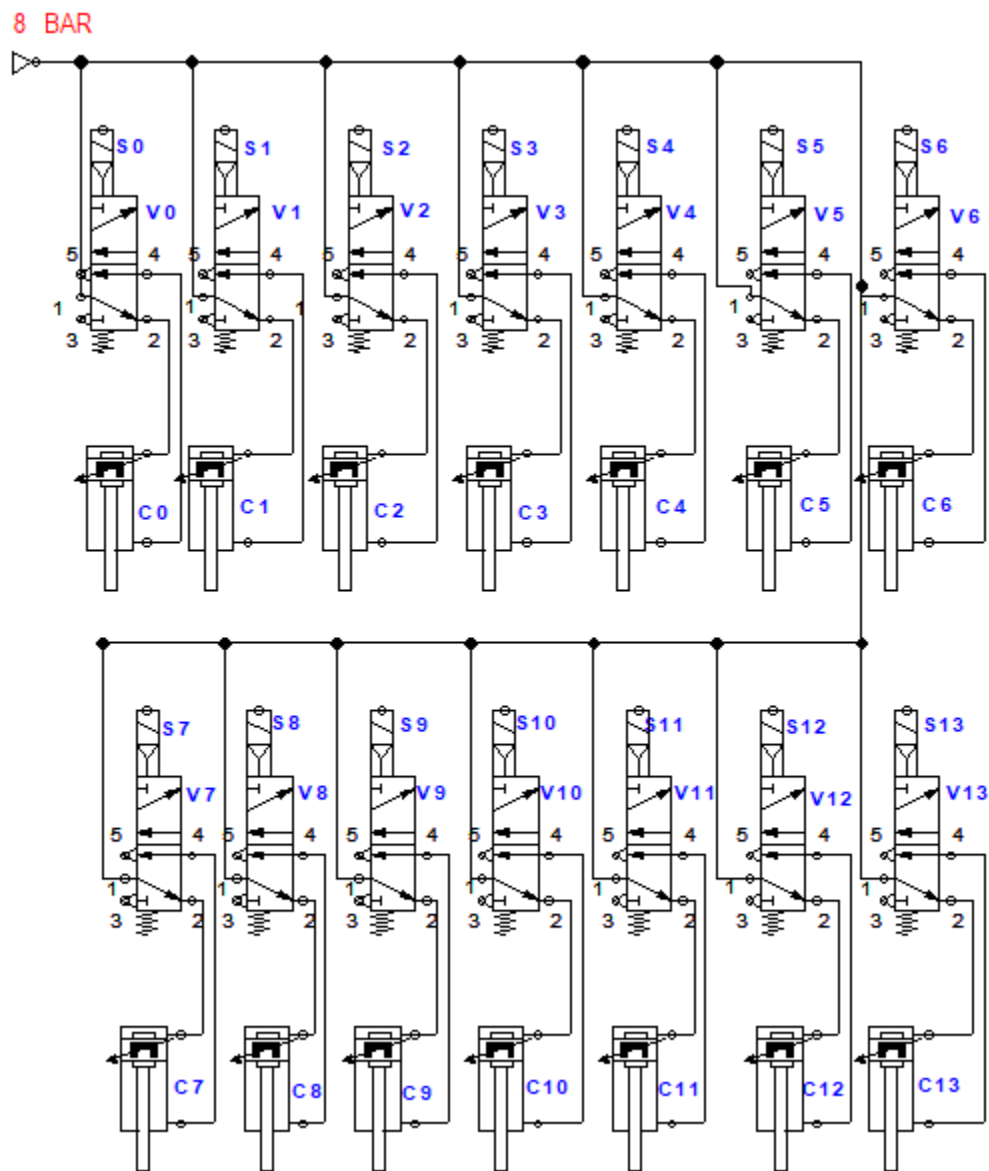 8 BAR
S0 S1 S2 S3 S4 S5 S6
V0 V1 V2 V3 V4 V5 V6
5 4 5 4 5 4 5 4 5 4 5 4 5 4
1 1 1 1 1 1 1
3 2 3 2 3 2 3 2 3 2 3 2 3 2
C0 C1 C2 C3 C4 C5 C6
S7 S8 S9 S10 S11 S12 S13
V7 V8 V9 V10 V11 V12 V13
5 4 5 4 5 4 5 4 5 4 5 4 5 4
1 1 1 1 1 1 1
3 2 3 2 3 2 3 2 3 2 3 2 3 2
C7 C8 C9 C10 C11 C12 C13